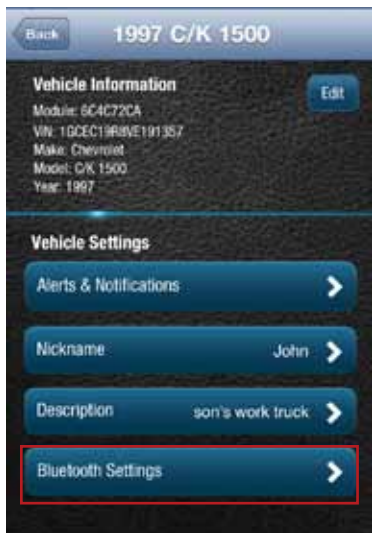 Back
1997 C/K 1500
Vehicle Information
Edit
Module: 6C4C72CA
VIN: 1GCEC19R8VE191357
Make: Chevrolet
Model: C/K 1500
Year: 1997
Vehicle Settings
Alerts & Notifications
Nickname John
Description son's work truck
Bluetooth Settings